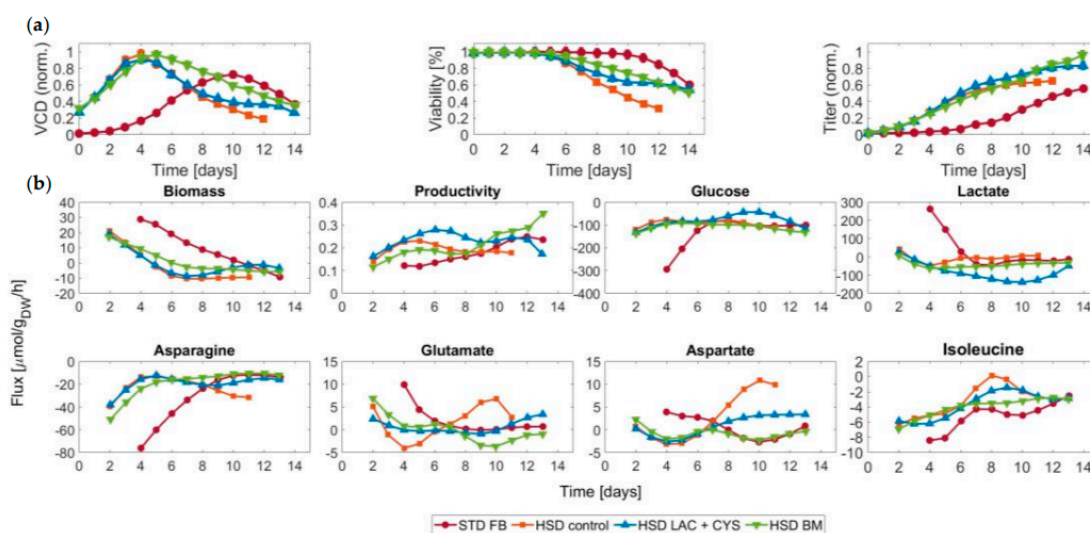 (a)
VCD (norm.)
1
0.8
0.6
0.4
0.2
0
0 2 4 6 8 10 12 14
Time [days]
Viability [%]
1
0.8
0.6
0.4
0.2
0
0 2 4 6 8 10 12 14
Time [days]
Titer (norm.)
1
0.8
0.6
0.4
0.2
0
0 2 4 6 8 10 12 14
Time [days]
(b)
Flux [μmol/gDW/h]
Biomass
40
30
20
10
0
-10
-20
0 2 4 6 8 10 12 14
Productivity
0.4
0.3
0.2
0.1
0
0 2 4 6 8 10 12 14
Glucose
0
-100
-200
-300
-400
0 2 4 6 8 10 12 14
Lactate
300
200
100
0
-100
-200
0 2 4 6 8 10 12 14
Asparagine
0
-20
-40
-60
-80
0 2 4 6 8 10 12 14
Glutamate
15
10
5
0
-5
0 2 4 6 8 10 12 14
Aspartate
15
10
5
0
-5
0 2 4 6 8 10 12 14
Isoleucine
2
0
-2
-4
-6
-8
-10
0 2 4 6 8 10 12 14
Time [days]
STD FB HSD control HSD LAC + CYS HSD BM